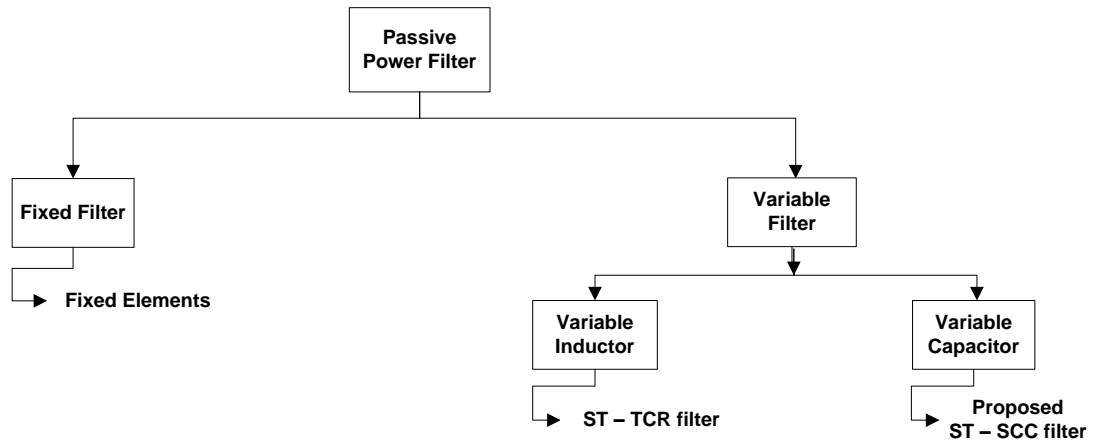 Passive
Power Filter
Fixed Filter
Variable
Filter
Fixed Elements
Variable
Inductor
Variable
Capacitor
ST – TCR filter
Proposed
ST – SCC filter